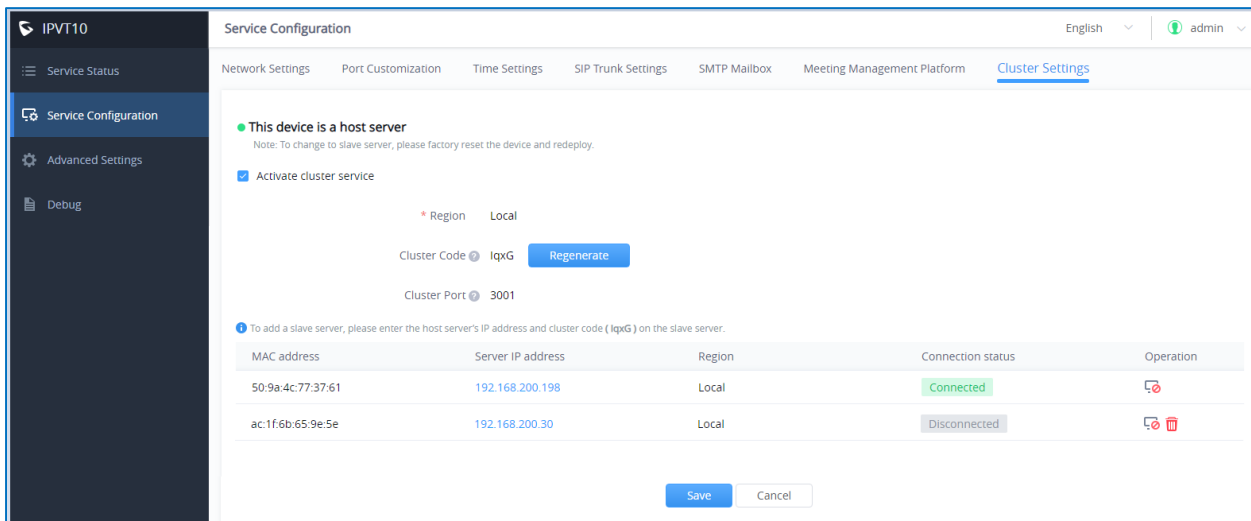 IPVT10
Service Configuration
English
admin
Service Status
Service Configuration
Advanced Settings
Debug
Network Settings Port Customization Time Settings SIP Trunk Settings SMTP Mailbox Meeting Management Platform Cluster Settings
This device is a host server
Note: To change to slave server, please factory reset the device and redeploy.
Activate cluster service
* Region Local
Cluster Code ? IqxG Regenerate
Cluster Port ? 3001
To add a slave server, please enter the host server's IP address and cluster code ( IqxG ) on the slave server.
MAC address Server IP address Region Connection status Operation
50:9a:4c:77:37:61 192.168.200.198 Local Connected
ac:1f:6b:65:9e:5e 192.168.200.30 Local Disconnected
Save Cancel